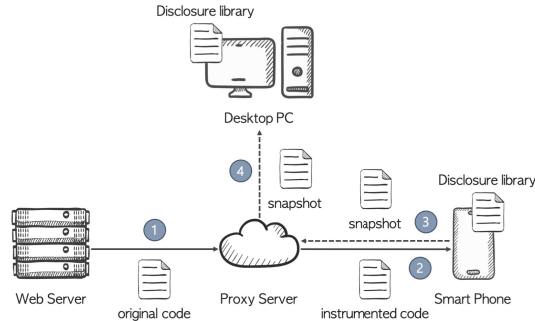 Disclosure library
Desktop PC
4
snapshot
snapshot
Disclosure library
1
3
2
Web Server
original code
Proxy Server
instrumented code
Smart Phone